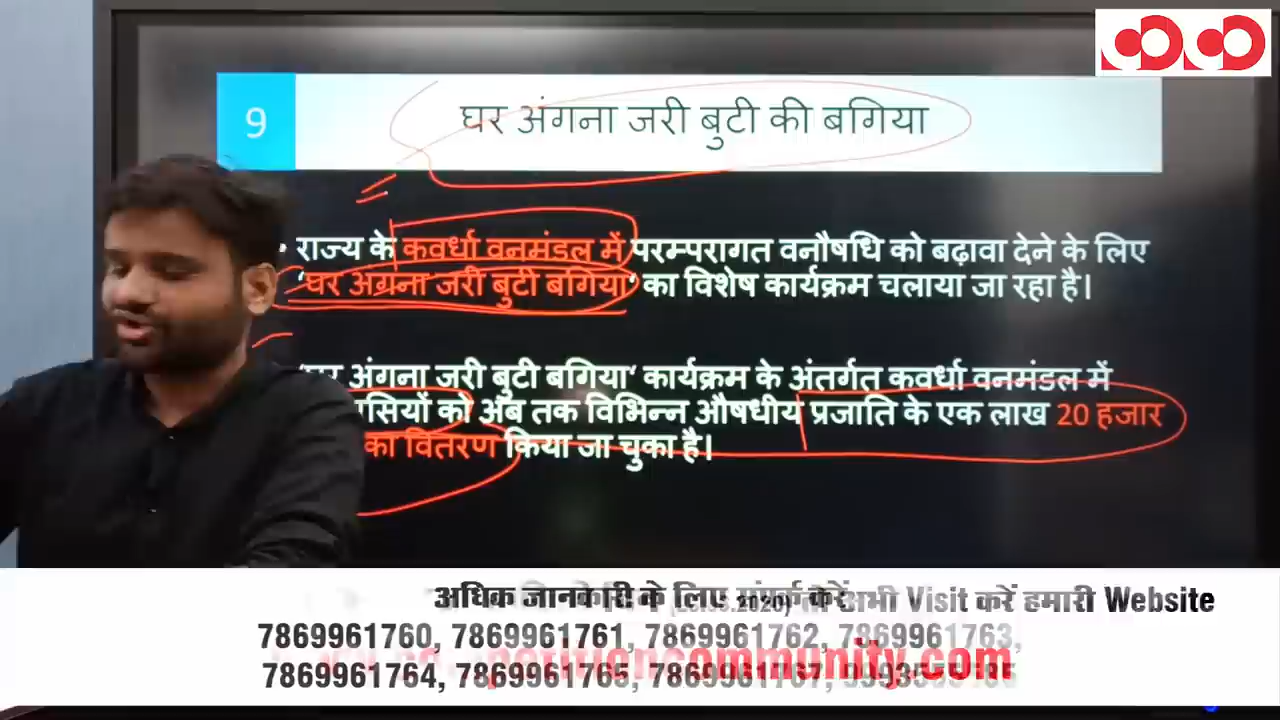 9
घर अंगना जरी बुटी की बगिया
राज्य के कवर्धा वनमंडल में परम्परागत वनौषधि को बढ़ावा देने के लिए
‘घर अंगना जरी बुटी बगिया‘ का विशेष कार्यक्रम चलाया जा रहा है।
अंगना जरी बुटी बगिया‘ कार्यक्रम के अंतर्गत कवर्धा वनमंडल में
को अब तक विभिन्न औषधीय प्रजाति के एक लाख 20 हजार
का वितरण किया जा चुका है।
अधिक जानकारी के लिए संपर्क करें अभी Visit करें हमारी Website
7869961760, 7869961761, 7869961762, 7869961763,
7869961764, 7869961765, 7869961767,